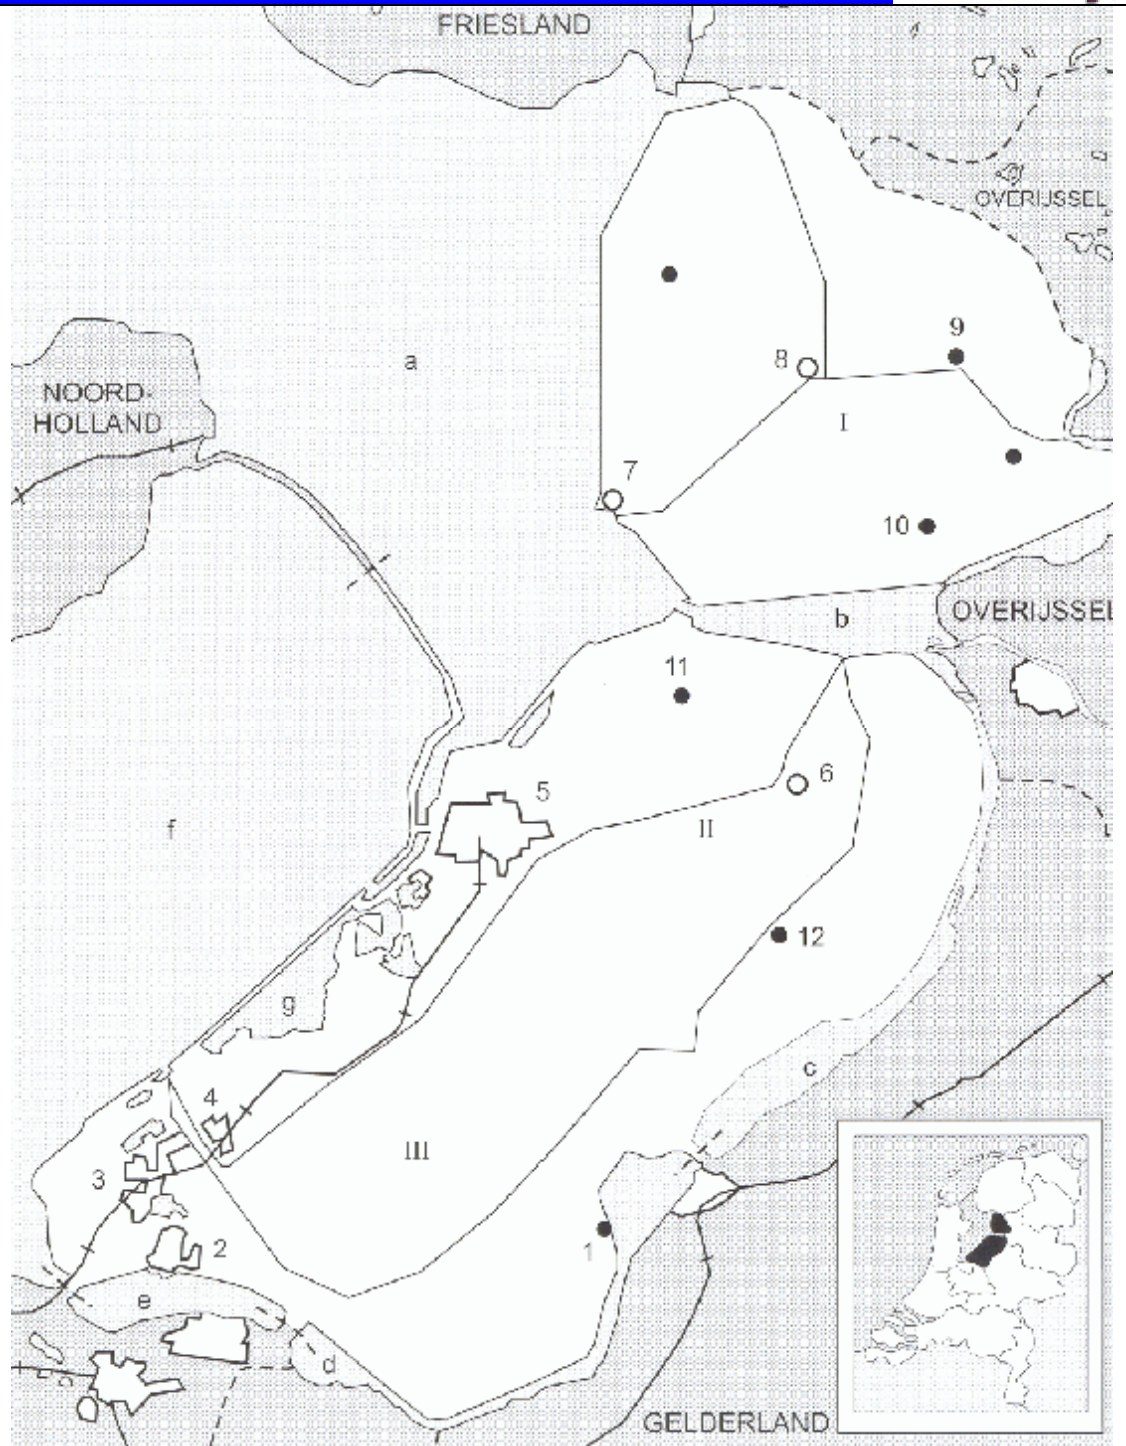 FRIESLAND
OVERIJSSEL
a
NOORD-
HOLLAND
8
9
I
7
10
b
OVERIJSSEL
11
6
5
II
f
12
g
c
4
III
3
2
1
e
d
GELDERLAND